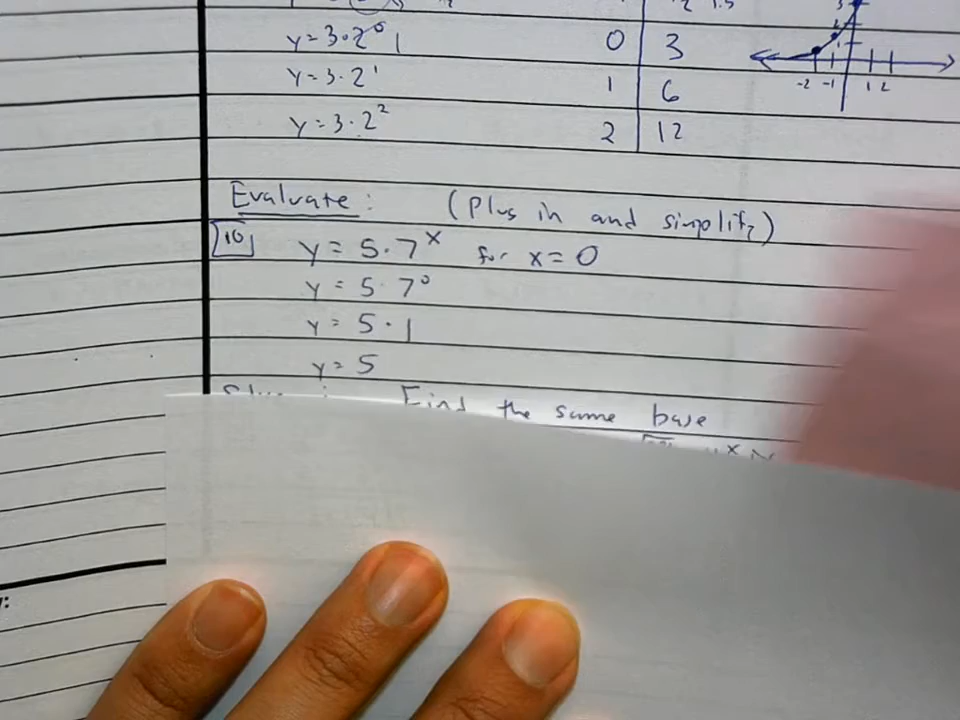 y = 3·2⁰ 1 0 3
y = 3·2¹ 1 6
y = 3·2² 2 12
-2 -1 1 2
Evaluate: (Plug in and simplify)
10 y = 5·7ˣ for x = 0
y = 5·7⁰
y = 5·1
y = 5
Find the same base